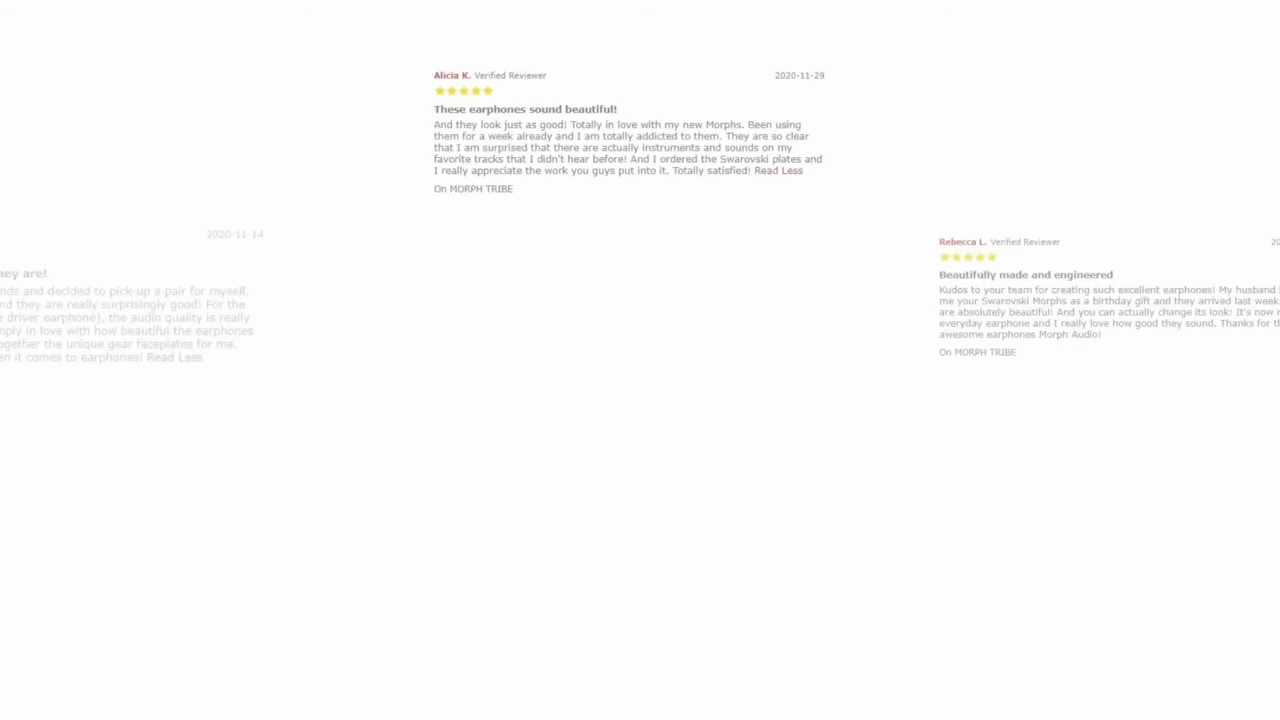 Alicia K. Verified Reviewer 2020-11-29
These earphones sound beautiful!
And they look just as good! Totally in love with my new Morphs. Been using
them for a week already and I am totally addicted to them. They are so clear
that I am surprised that there are actually instruments and sounds on my
favorite tracks that I didn't hear before! And I ordered the Swarovski plates and
I really appreciate the work you guys put into it. Totally satisfied! Read Less
On MORPH TRIBE
2020-11-14
hey are!
nds and decided to pick-up a pair for myself.
nd they are really surprisingly good! For the
e driver earphone), the audio quality is really
mply in love with how beautiful the earphones
ogether the unique gear faceplates for me.
en it comes to earphones! Read Less
Rebecca L. Verified Reviewer 20
Beautifully made and engineered
Kudos to your team for creating such excellent earphones! My husband
me your Swarovski Morphs as a birthday gift and they arrived last week.
are absolutely beautiful! And you can actually change its look! It's now
everyday earphone and I really love how good they sound. Thanks for
awesome earphones Morph Audio!
On MORPH TRIBE